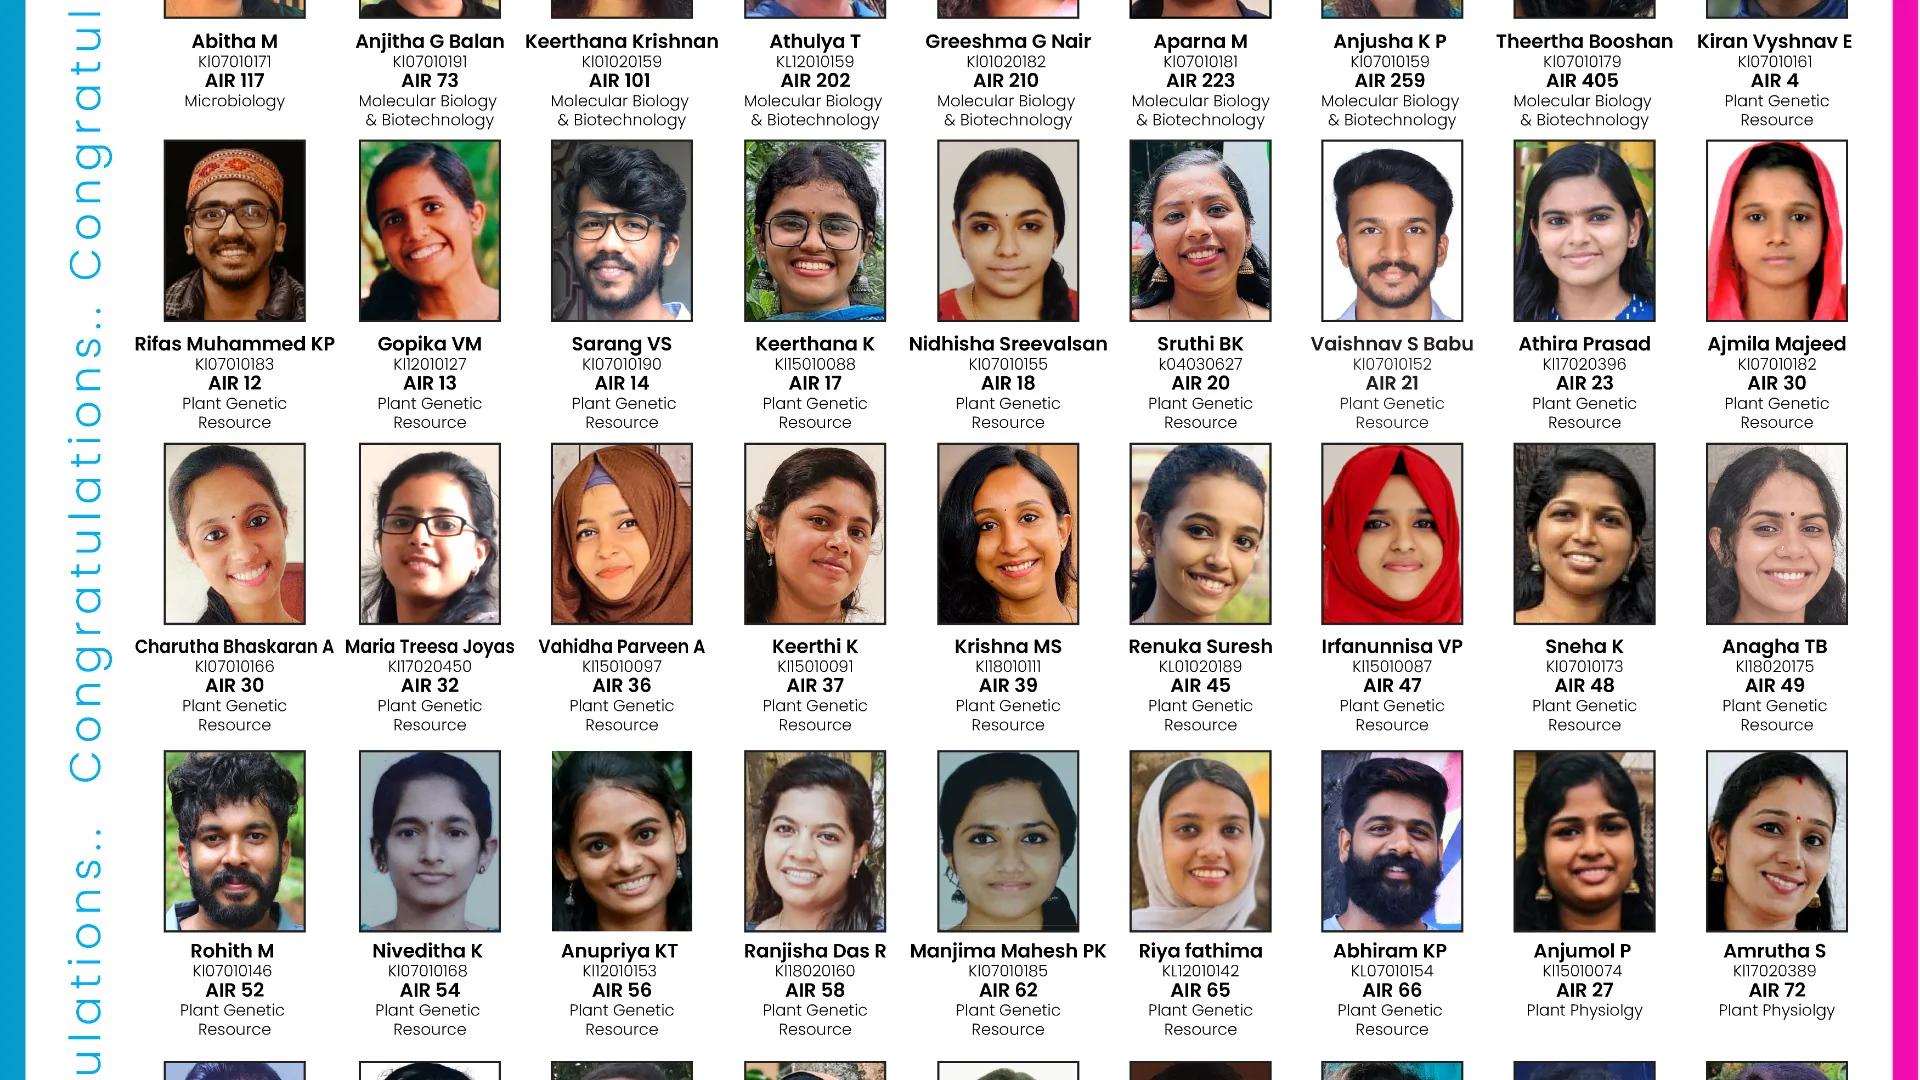 Congratulations.. Congratulations.. Congratul
Abitha M
KI07010171
AIR 117
Microbiology
Anjitha G Balan
KI07010191
AIR 73
Molecular Biology
& Biotechnology
Keerthana Krishnan
KI01020159
AIR 101
Molecular Biology
& Biotechnology
Athulya T
KL12010159
AIR 202
Molecular Biology
& Biotechnology
Greeshma G Nair
KI01020182
AIR 210
Molecular Biology
& Biotechnology
Aparna M
KI07010181
AIR 223
Molecular Biology
& Biotechnology
Anjusha K P
KI07010159
AIR 259
Molecular Biology
& Biotechnology
Theertha Booshan
KI07010179
AIR 405
Molecular Biology
& Biotechnology
Kiran Vyshnav E
KI07010161
AIR 4
Plant Genetic
Resource
Rifas Muhammed KP
KI07010183
AIR 12
Plant Genetic
Resource
Gopika VM
KI12010127
AIR 13
Plant Genetic
Resource
Sarang VS
KI07010190
AIR 14
Plant Genetic
Resource
Keerthana K
KI15010088
AIR 17
Plant Genetic
Resource
Nidhisha Sreevalsan
KI07010155
AIR 18
Plant Genetic
Resource
Sruthi BK
k04030627
AIR 20
Plant Genetic
Resource
Vaishnav S Babu
KI07010152
AIR 21
Plant Genetic
Resource
Athira Prasad
KI17020396
AIR 23
Plant Genetic
Resource
Ajmila Majeed
KI07010182
AIR 30
Plant Genetic
Resource
Charutha Bhaskaran A
KI07010166
AIR 30
Plant Genetic
Resource
Maria Treesa Joyas
KI17020450
AIR 32
Plant Genetic
Resource
Vahidha Parveen A
KI15010097
AIR 36
Plant Genetic
Resource
Keerthi K
KI15010091
AIR 37
Plant Genetic
Resource
Krishna MS
KI18010111
AIR 39
Plant Genetic
Resource
Renuka Suresh
KL01020189
AIR 45
Plant Genetic
Resource
Irfanunnisa VP
KI15010087
AIR 47
Plant Genetic
Resource
Sneha K
KI07010173
AIR 48
Plant Genetic
Resource
Anagha TB
KI18020175
AIR 49
Plant Genetic
Resource
Rohith M
KI07010146
AIR 52
Plant Genetic
Resource
Niveditha K
KI07010168
AIR 54
Plant Genetic
Resource
Anupriya KT
KI12010153
AIR 56
Plant Genetic
Resource
Ranjisha Das R
KI18020160
AIR 58
Plant Genetic
Resource
Manjima Mahesh PK
KI07010185
AIR 62
Plant Genetic
Resource
Riya fathima
KL12010142
AIR 65
Plant Genetic
Resource
Abhiram KP
KL07010154
AIR 66
Plant Genetic
Resource
Anjumol P
KI15010074
AIR 27
Plant Physiolgy
Amrutha S
KI17020389
AIR 72
Plant Physiolgy